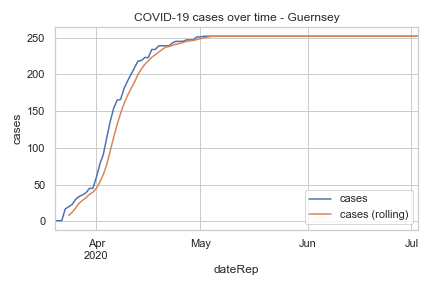 COVID-19 cases over time - Guernsey
250
200
150
100
50
0
cases
cases
cases (rolling)
Apr
2020
May
Jun
Jul
dateRep